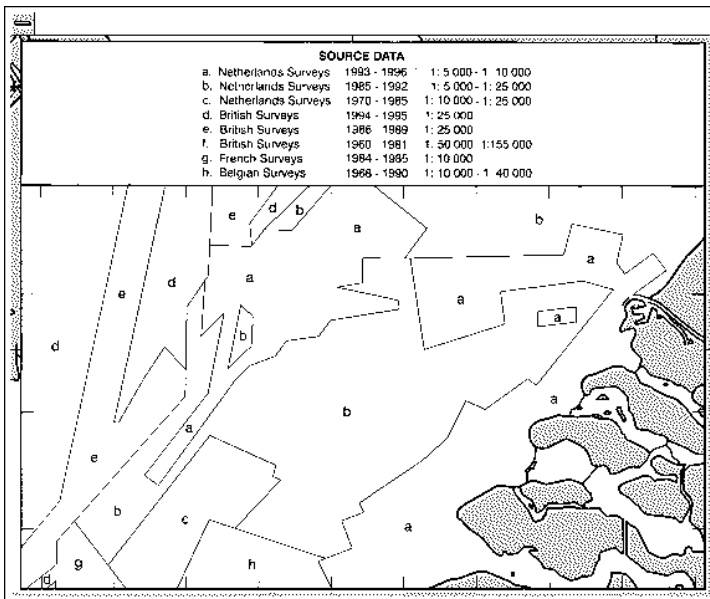 SOURCE DATA
a. Netherlands Surveys 1993 - 1996 1: 5 000 - 1 10 000
b. Netherlands Surveys 1985 - 1992 1: 5 000 - 1: 25 000
c. Netherlands Surveys 1970 - 1985 1: 10 000 - 1: 25 000
d. British Surveys 1994 - 1995 1: 25 000
e. British Surveys 1986 1989 1: 25 000
f. British Surveys 1960 1981 1: 50 000 1:155 000
g. French Surveys 1984 - 1985 1: 10 000
h. Belgian Surveys 1968 - 1990 1: 10 000 - 1 40 000
e d b a b
a
d a
e a
a
b
d
b
a
a
e
b c
a
g h
d